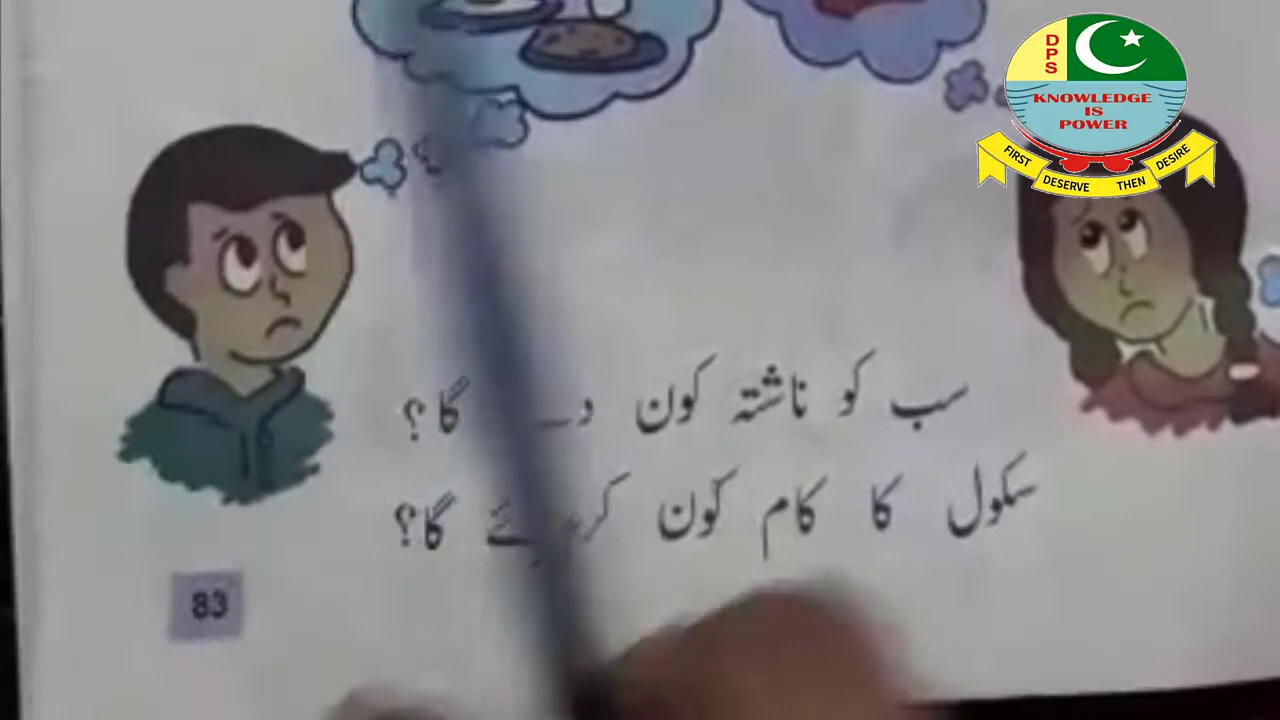 DPS
KNOWLEDGE
IS
POWER
FIRST DESERVE THEN DESIRE
سب کو ناشتہ کون گا؟
سکول کا کام کون گا؟
83